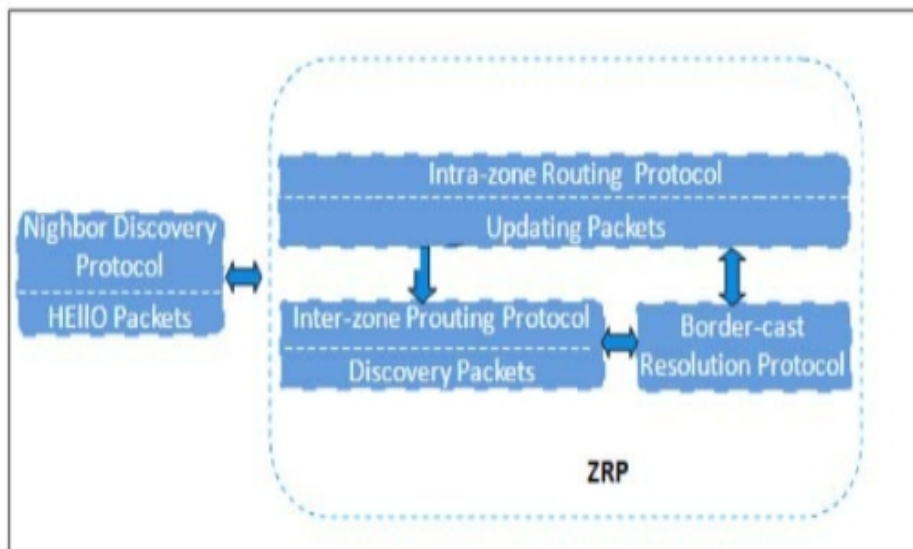 Intra-zone Routing Protocol
Updating Packets
Nighbor Discovery
Protocol
HEllO Packets
Inter-zone Prouting Protocol
Discovery Packets
Border-cast
Resolution Protocol
ZRP